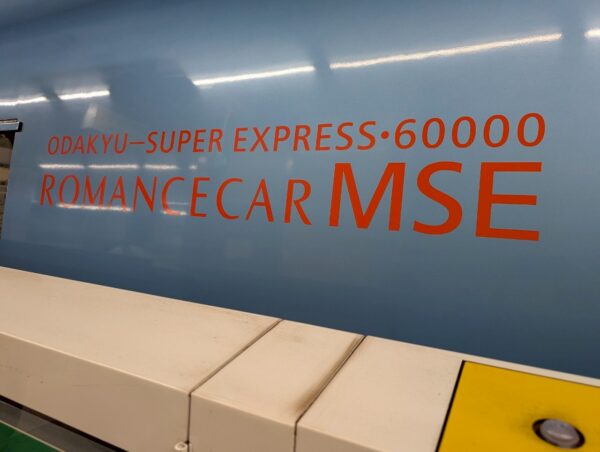 ODAKYU—SUPER EXPRESS•60000
ROMANCECAR MSE